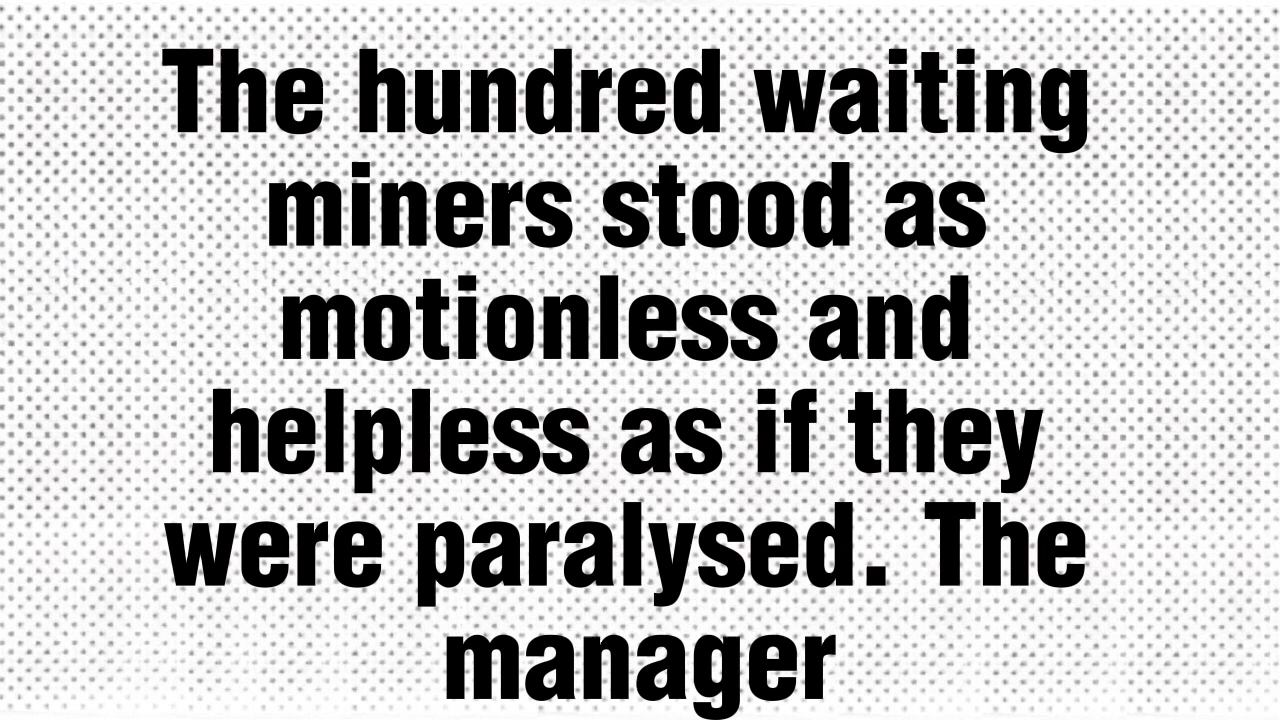 The hundred waiting
miners stood as
motionless and
helpless as if they
were paralysed. The
manager